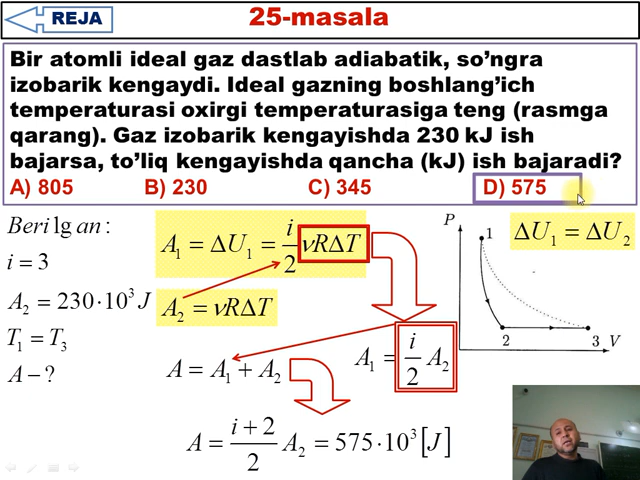 REJA
25-masala
Bir atomli ideal gaz dastlab adiabatik, so’ngra
izobarik kengaydi. Ideal gazning boshlang’ich
temperaturasi oxirgi temperaturasiga teng (rasmga
qarang). Gaz izobarik kengayishda 230 kJ ish
bajarsa, to’liq kengayishda qancha (kJ) ish bajaradi?
A) 805 B) 230 C) 345 D) 575
Berilgan:
i = 3
A₂ = 230·10³ J
T₁ = T₃
A − ?
A₁ = ΔU₁ = i/2 νRΔT
A₂ = νRΔT
A = A₁ + A₂
A₁ = i/2 A₂
A = (i + 2)/2 A₂ = 575·10³ [J]
P
1
2
3
V
ΔU₁ = ΔU₂